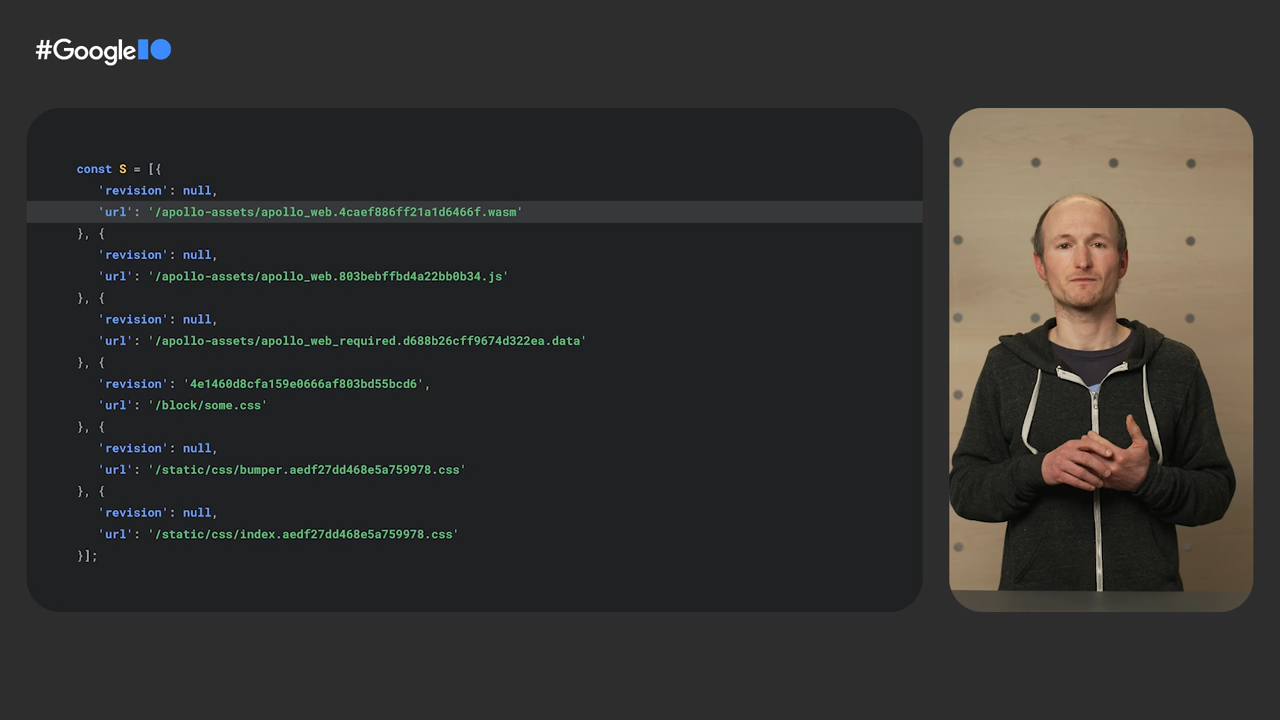 #Google IO
const S = [{
'revision': null,
'url': '/apollo-assets/apollo_web.4caef886ff21a1d6466f.wasm'
}, {
'revision': null,
'url': '/apollo-assets/apollo_web.803bebffbd4a22bb0b34.js'
}, {
'revision': null,
'url': '/apollo-assets/apollo_web_required.d688b26cff9674d322ea.data'
}, {
'revision': '4e1460d8cfa159e0666af803bd55bcd6',
'url': '/block/some.css'
}, {
'revision': null,
'url': '/static/css/bumper.aedf27dd468e5a759978.css'
}, {
'revision': null,
'url': '/static/css/index.aedf27dd468e5a759978.css'
}];